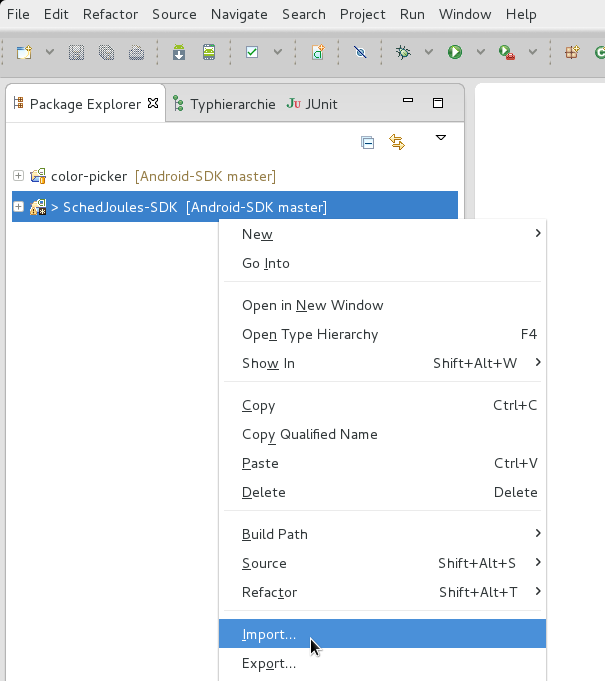 File Edit Refactor Source Navigate Search Project Run Window Help
Package Explorer Typhierarchie JU JUnit
color-picker [Android-SDK master]
> SchedJoules-SDK [Android-SDK master]
New
Go Into
Open in New Window
Open Type Hierarchy F4
Show In Shift+Alt+W
Copy Ctrl+C
Copy Qualified Name
Paste Ctrl+V
Delete Delete
Build Path
Source Shift+Alt+S
Refactor Shift+Alt+T
Import...
Export...